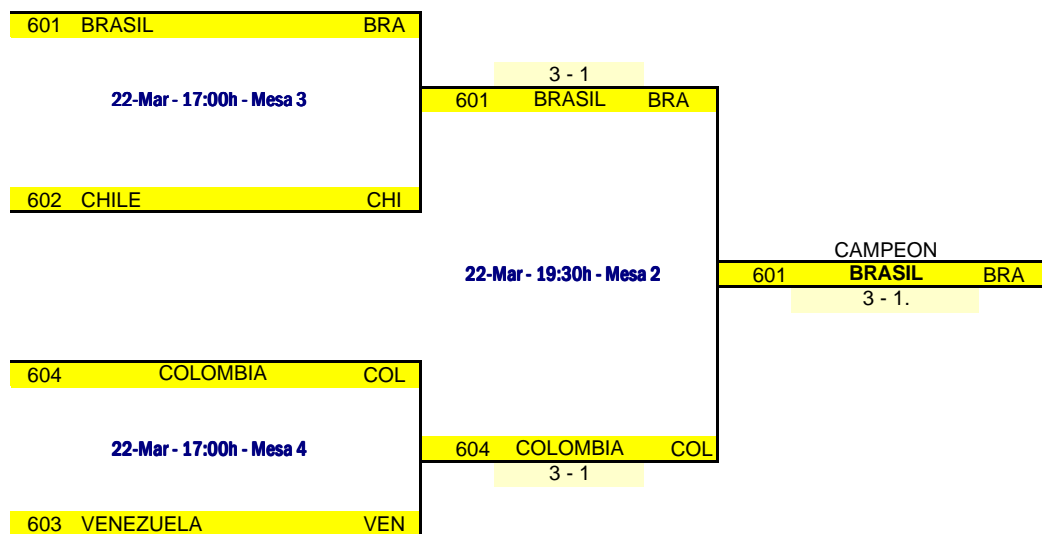 601 BRASIL BRA
22-Mar - 17:00h - Mesa 3
602 CHILE CHI
3 - 1
601 BRASIL BRA
22-Mar - 19:30h - Mesa 2
CAMPEON
601 BRASIL BRA
3 - 1.
604 COLOMBIA COL
22-Mar - 17:00h - Mesa 4
603 VENEZUELA VEN
604 COLOMBIA COL
3 - 1